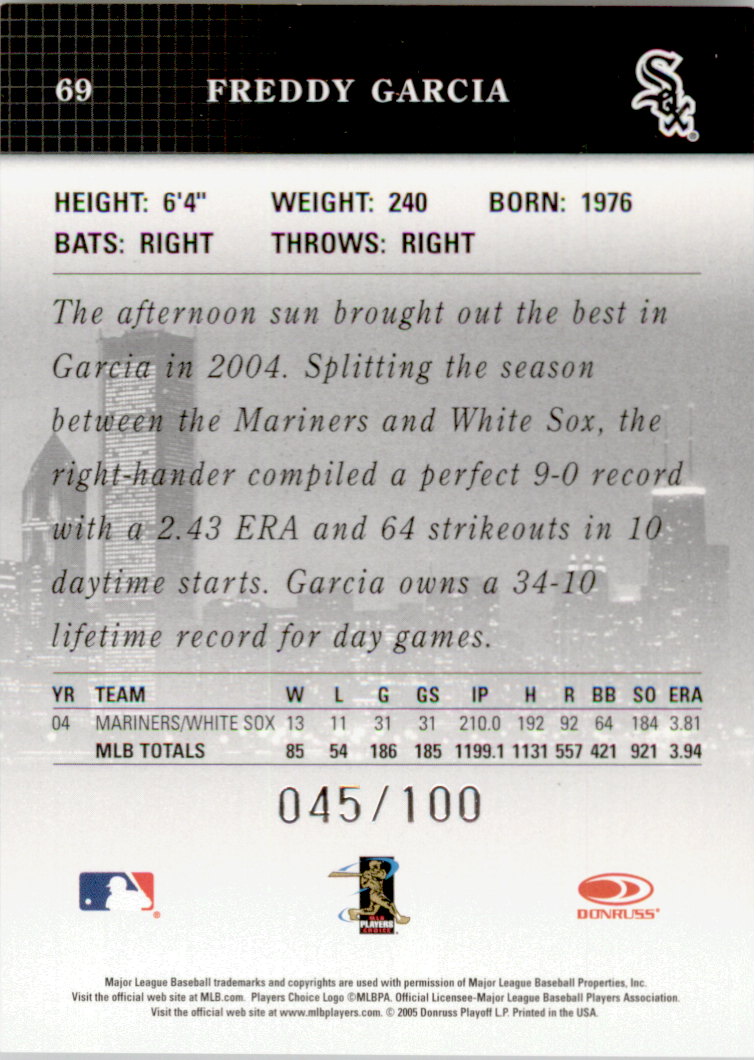 69 FREDDY GARCIA Sox
HEIGHT: 6'4" WEIGHT: 240 BORN: 1976
BATS: RIGHT THROWS: RIGHT
The afternoon sun brought out the best in
Garcia in 2004. Splitting the season
between the Mariners and White Sox, the
right-hander compiled a perfect 9-0 record
with a 2.43 ERA and 64 strikeouts in 10
daytime starts. Garcia owns a 34-10
lifetime record for day games.
YR TEAM W L G GS IP H R BB SO ERA
04 MARINERS/WHITE SOX 13 11 31 31 210.0 192 92 64 184 3.81
MLB TOTALS 85 54 186 185 1199.1 1131 557 421 921 3.94
045/100
MLB
PLAYERS
CHOICE
DONRUSS
Major League Baseball trademarks and copyrights are used with permission of Major League Baseball Properties, Inc.
Visit the official web site at MLB.com. Players Choice Logo ©MLBPA. Official Licensee-Major League Baseball Players Association.
Visit the official web site at www.mlbplayers.com. © 2005 Donruss Playoff L.P. Printed in the USA.